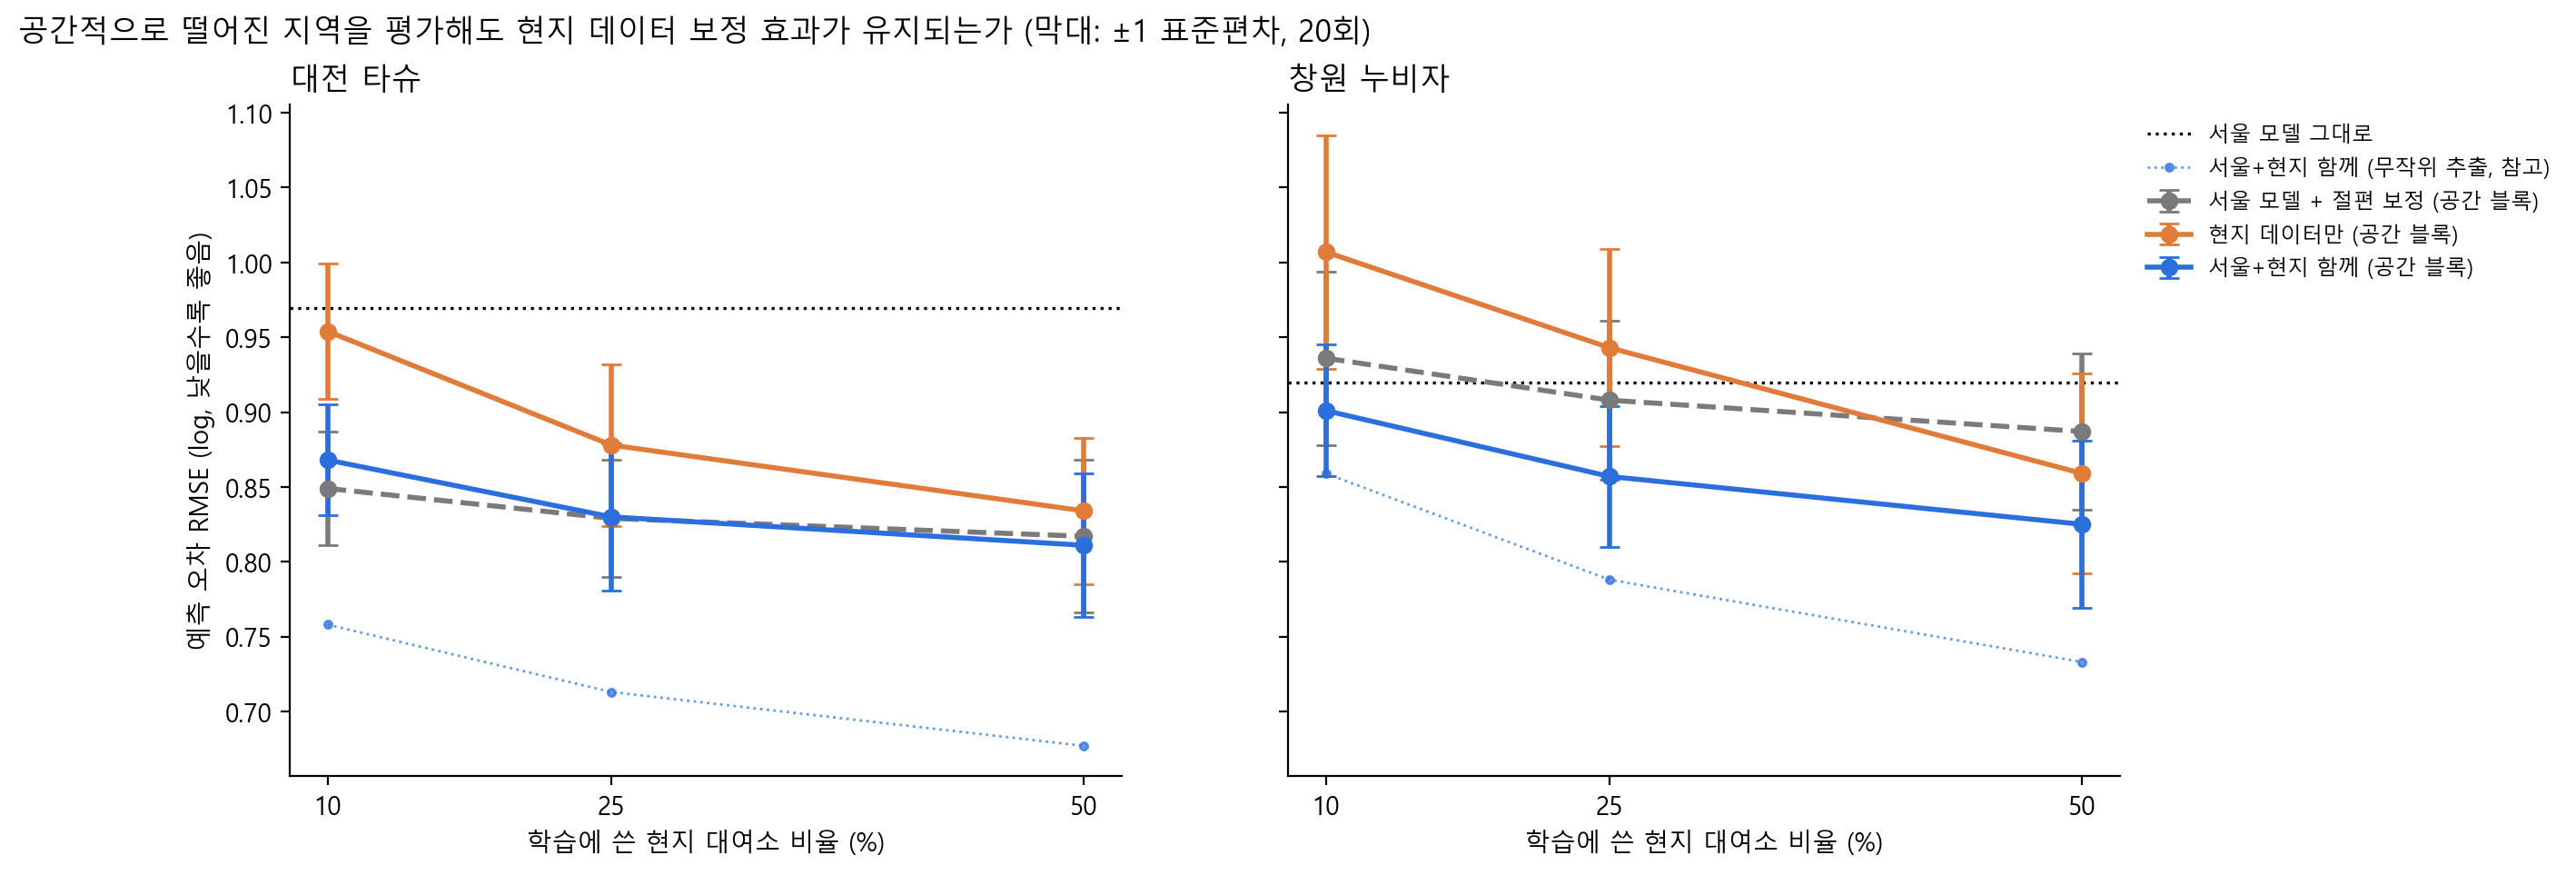 공간적으로 떨어진 지역을 평가해도 현지 데이터 보정 효과가 유지되는가 (막대: ±1 표준편차, 20회)
대전 타슈
예측 오차 RMSE (log, 낮을수록 좋음)
1.10
1.05
1.00
0.95
0.90
0.85
0.80
0.75
0.70
10
25
50
학습에 쓴 현지 대여소 비율 (%)
창원 누비자
10
25
50
학습에 쓴 현지 대여소 비율 (%)
서울 모델 그대로
서울+현지 함께 (무작위 추출, 참고)
서울 모델 + 절편 보정 (공간 블록)
현지 데이터만 (공간 블록)
서울+현지 함께 (공간 블록)